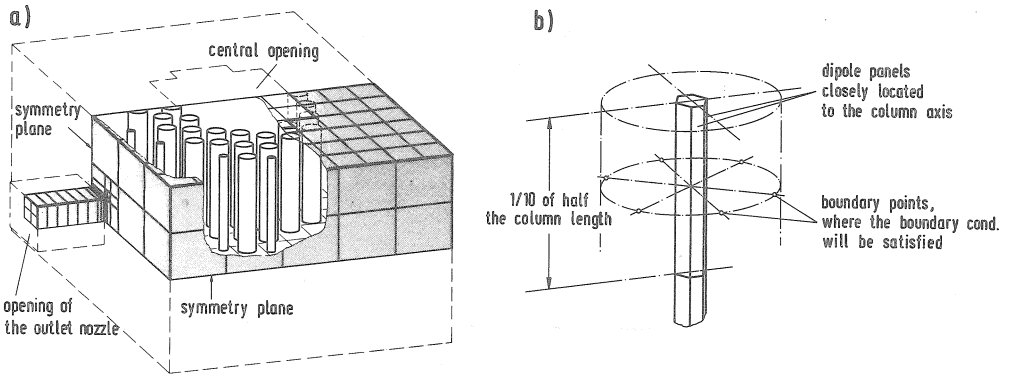 a)
central opening
symmetry
plane
opening of
the outlet nozzle
symmetry plane
b)
dipole panels
closely located
to the column axis
1/10 of half
the column length
boundary points,
where the boundary cond.
will be satisfied